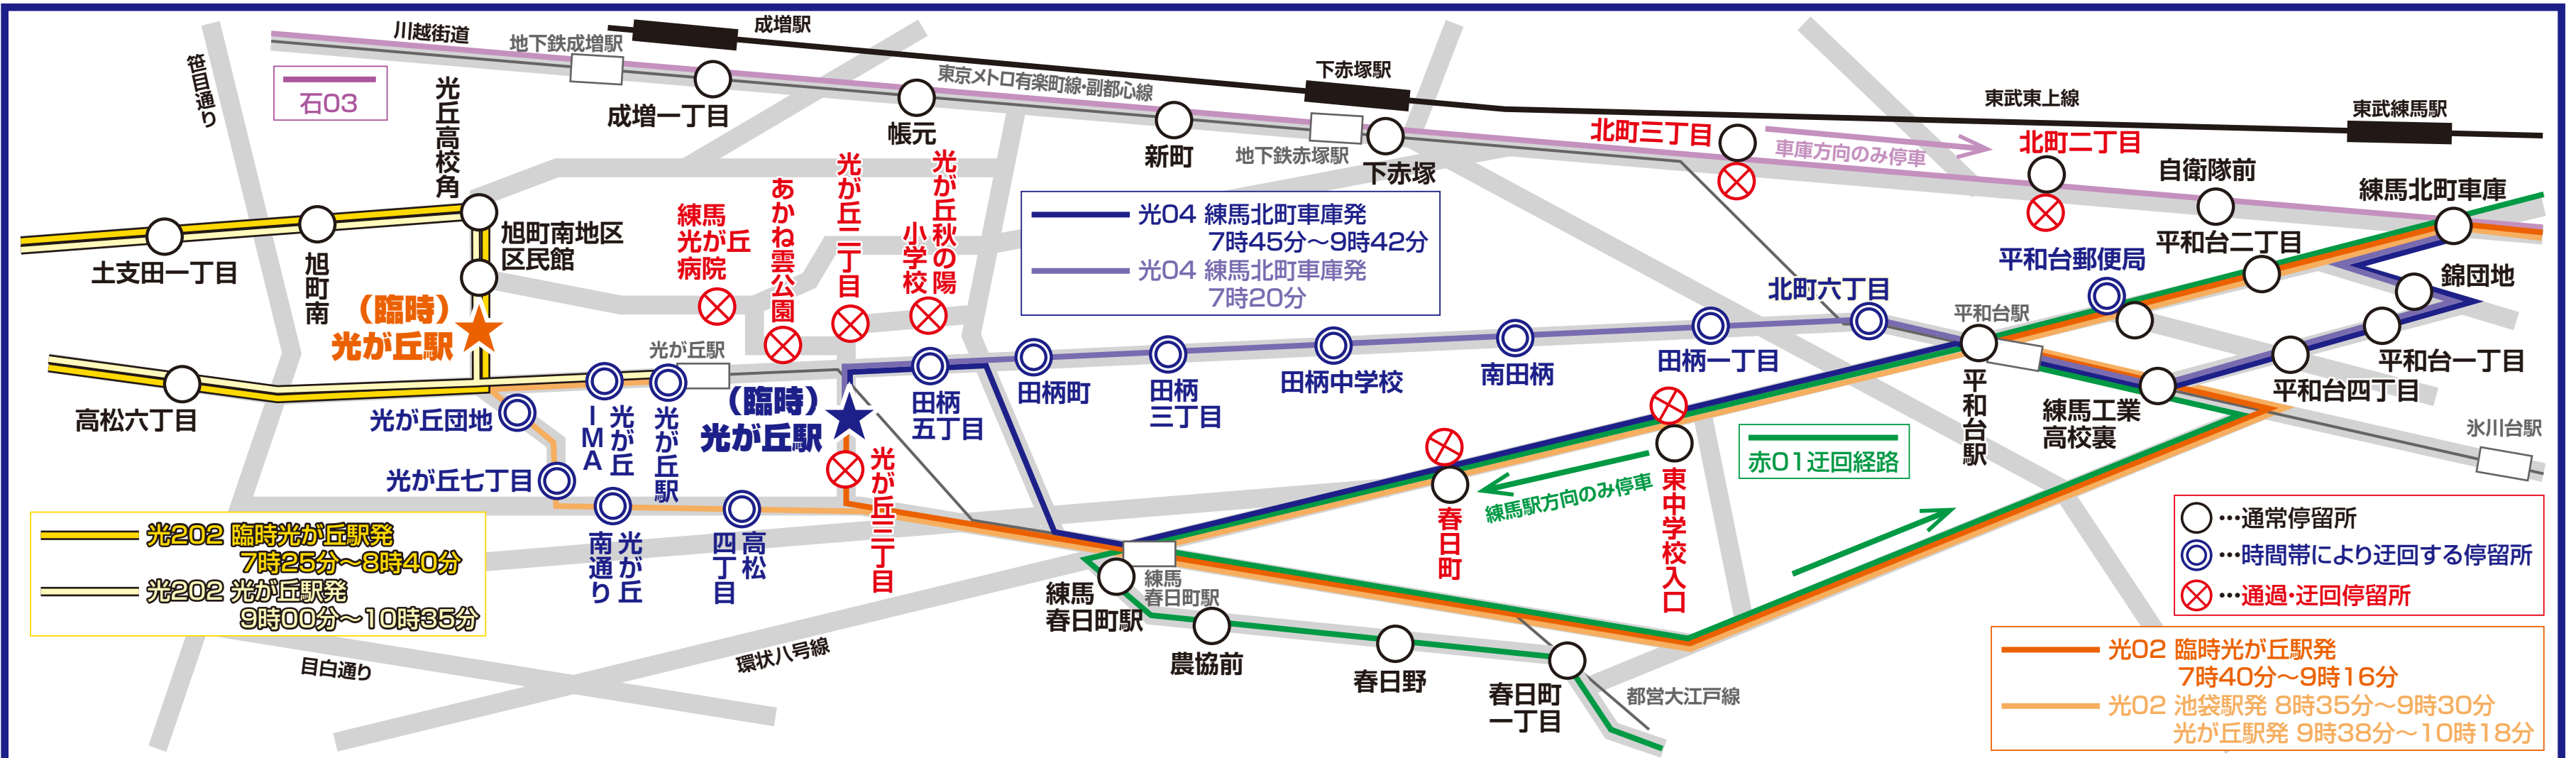 川越街道
地下鉄成増駅
成増駅
成増一丁目
石03
笹目通り
東京メトロ有楽町線・副都心線
帳元
新町
下赤塚駅
地下鉄赤塚駅
下赤塚
北町三丁目
車庫方向のみ停車
東武東上線
北町二丁目
自衛隊前
東武練馬駅
練馬北町車庫
光丘高校角
土支田一丁目
旭町南
旭町南地区
区民館
(臨時)
光が丘駅
練馬
光が丘
病院
あかね雲公園
光が丘二丁目
光が丘秋の陽
小学校
光04 練馬北町車庫発
7時45分〜9時42分
光04 練馬北町車庫発
7時20分
平和台二丁目
平和台郵便局
錦団地
平和台一丁目
平和台四丁目
北町六丁目
平和台駅
平和台駅
練馬工業
高校裏
氷川台駅
高松六丁目
光が丘団地
光が丘駅
光が丘
IMA
光が丘駅
(臨時)
光が丘駅
田柄
五丁目
田柄町
田柄
三丁目
田柄中学校
南田柄
田柄一丁目
光が丘七丁目
光が丘
南通り
高松
四丁目
光が丘三丁目
赤01迂回経路
練馬駅方向のみ停車
春日町
東中学校入口
光202 臨時光が丘駅発
7時25分〜8時40分
光202 光が丘駅発
9時00分〜10時35分
目白通り
環状八号線
練馬
春日町駅
練馬
春日町駅
農協前
春日野
春日町
一丁目
都営大江戸線
…通常停留所
…時間帯により迂回する停留所
…通過・迂回停留所
光02 臨時光が丘駅発
7時40分〜9時16分
光02 池袋駅発 8時35分〜9時30分
光が丘駅発 9時38分〜10時18分